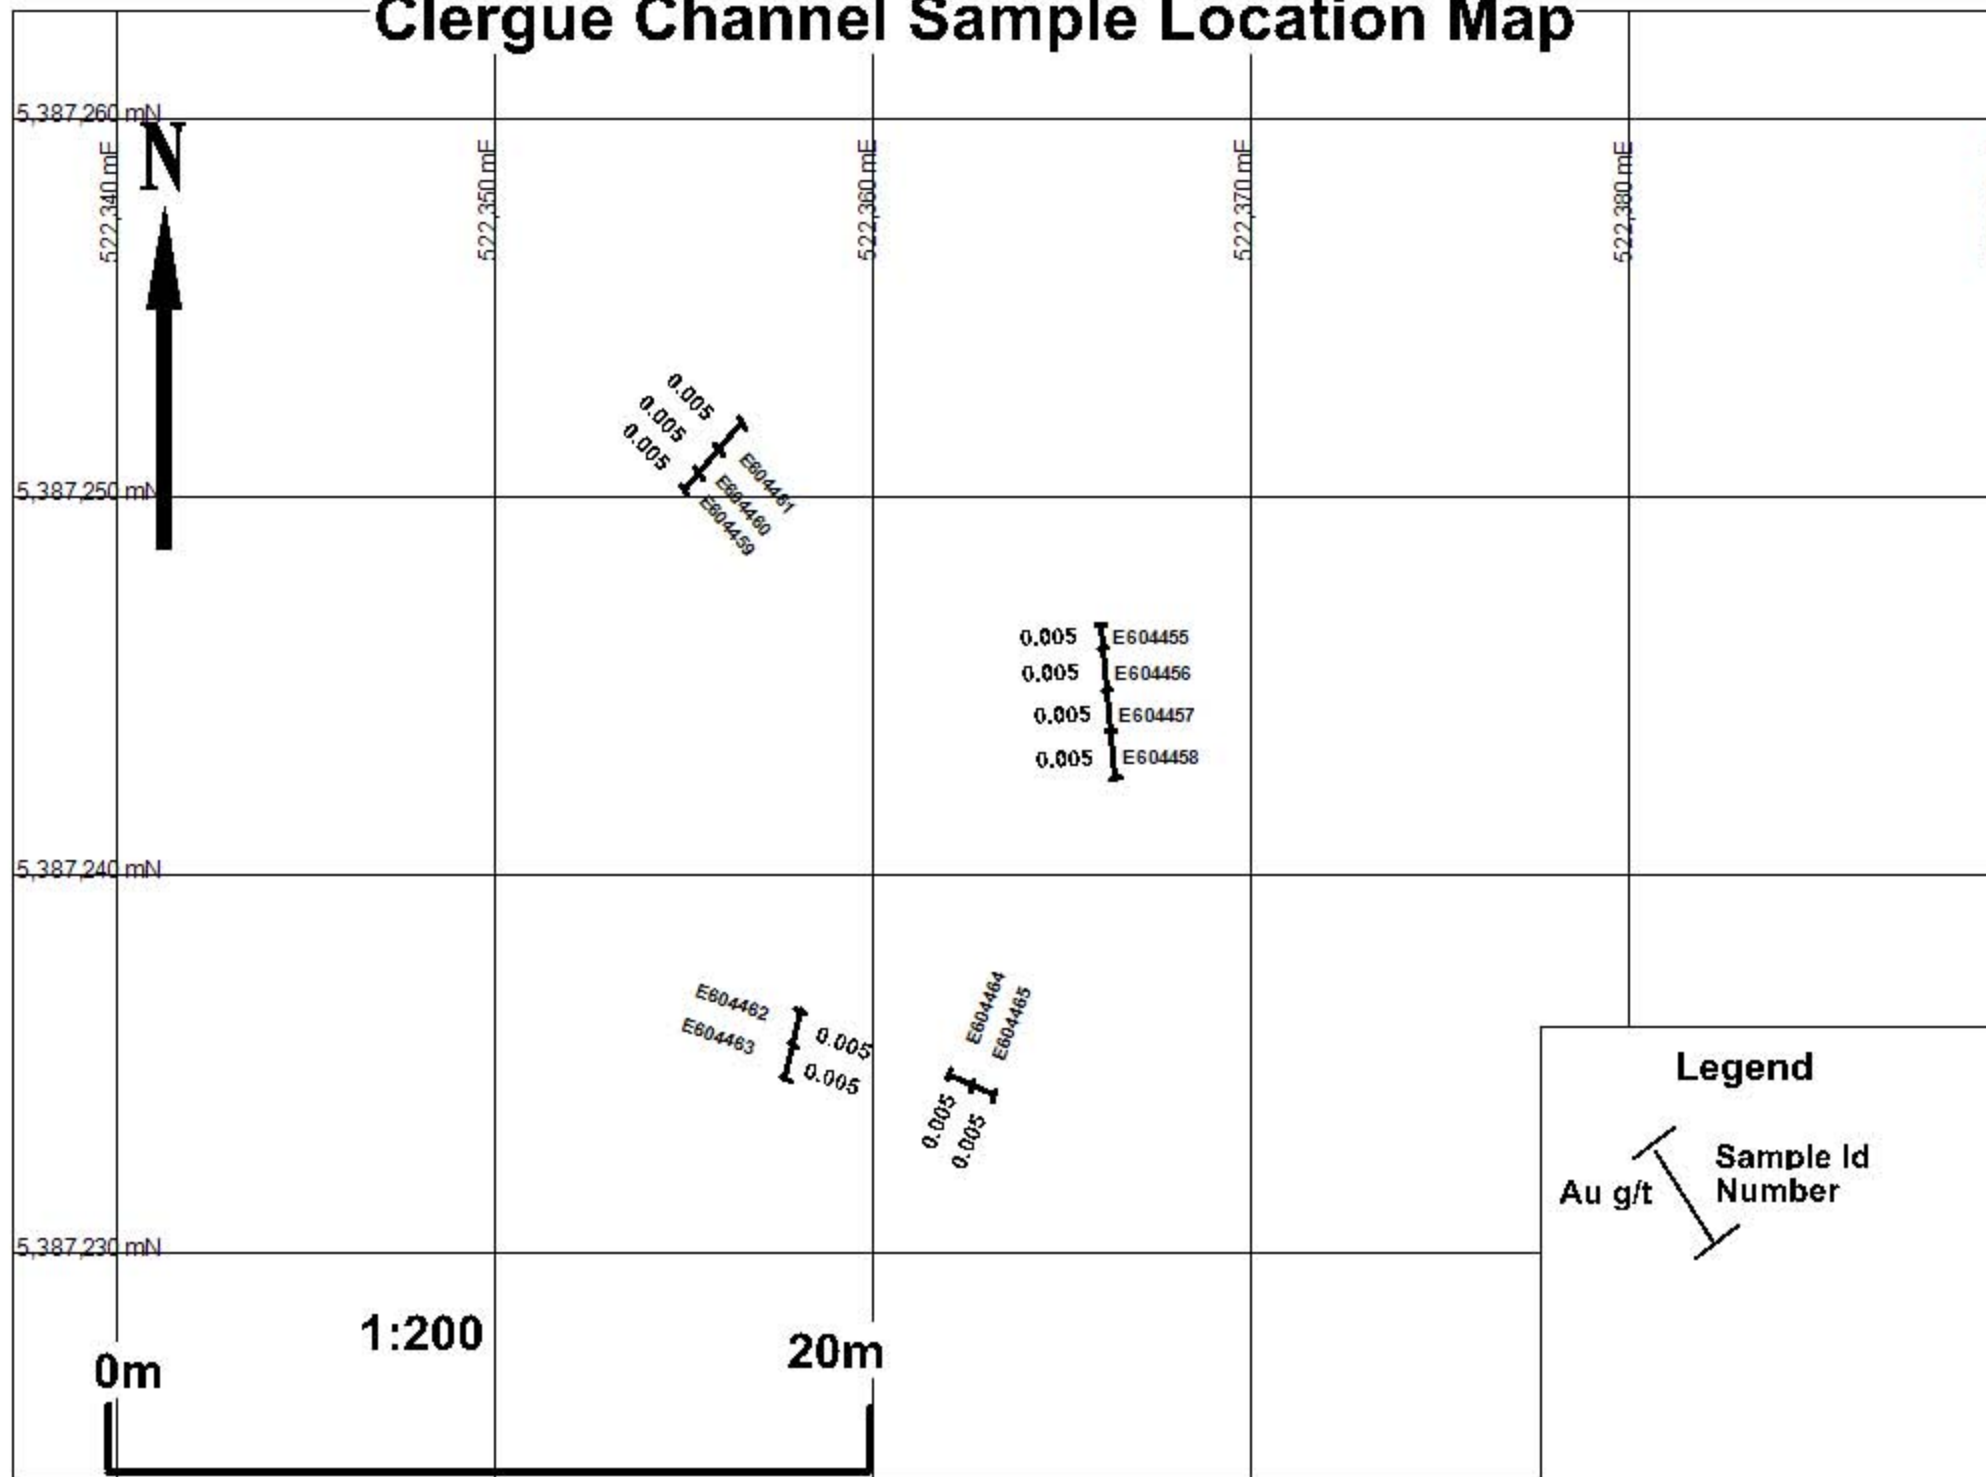 Clergue Channel Sample Location Map
5,387,260 mN
N
522,340 mE
522,350 mE
522,360 mE
522,370 mE
522,380 mE
0.005
0.005
0.005
E604461
E604460
E604459
5,387,250 mN
0.005 E604455
0.005 E604456
0.005 E604457
0.005 E604458
5,387,240 mN
E604462
E604463
0.005
0.005
E604464
E604465
0.005
0.005
Legend
Au g/t
Sample Id
Number
5,387,230 mN
1:200
0m
20m